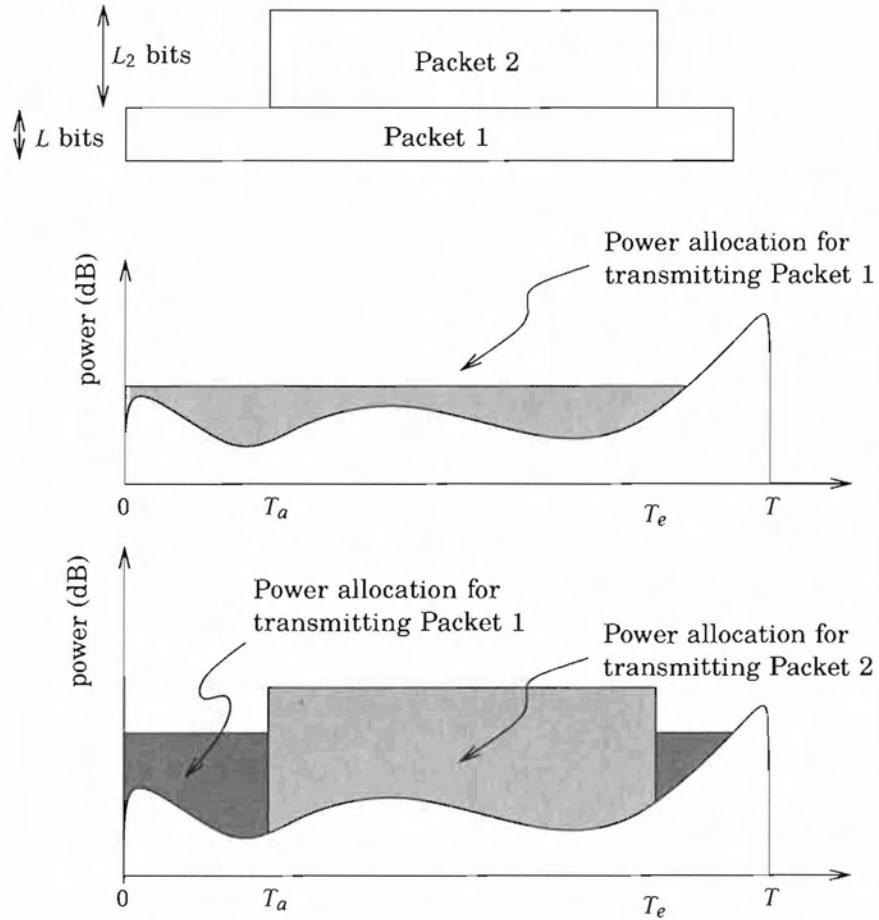 L₂ bits
Packet 2
L bits
Packet 1
Power allocation for
transmitting Packet 1
power (dB)
0
Tₐ
Tₑ
T
Power allocation for
transmitting Packet 1
Power allocation for
transmitting Packet 2
power (dB)
0
Tₐ
Tₑ
T